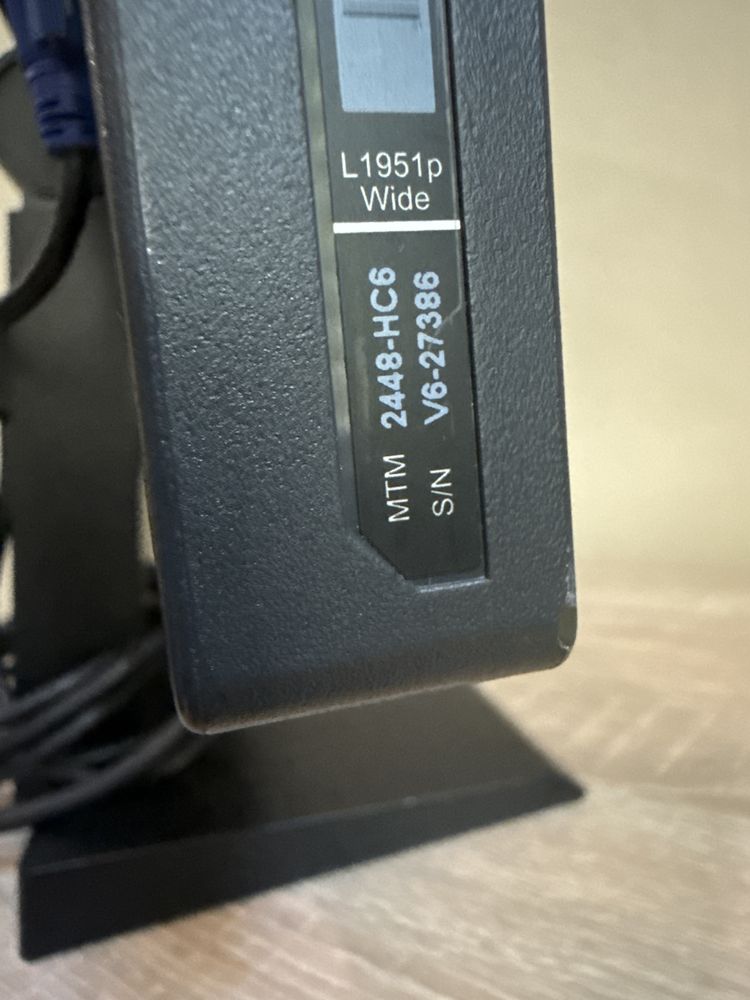 L1951p
Wide
MTM 2448-HC6
S/N V6-27386